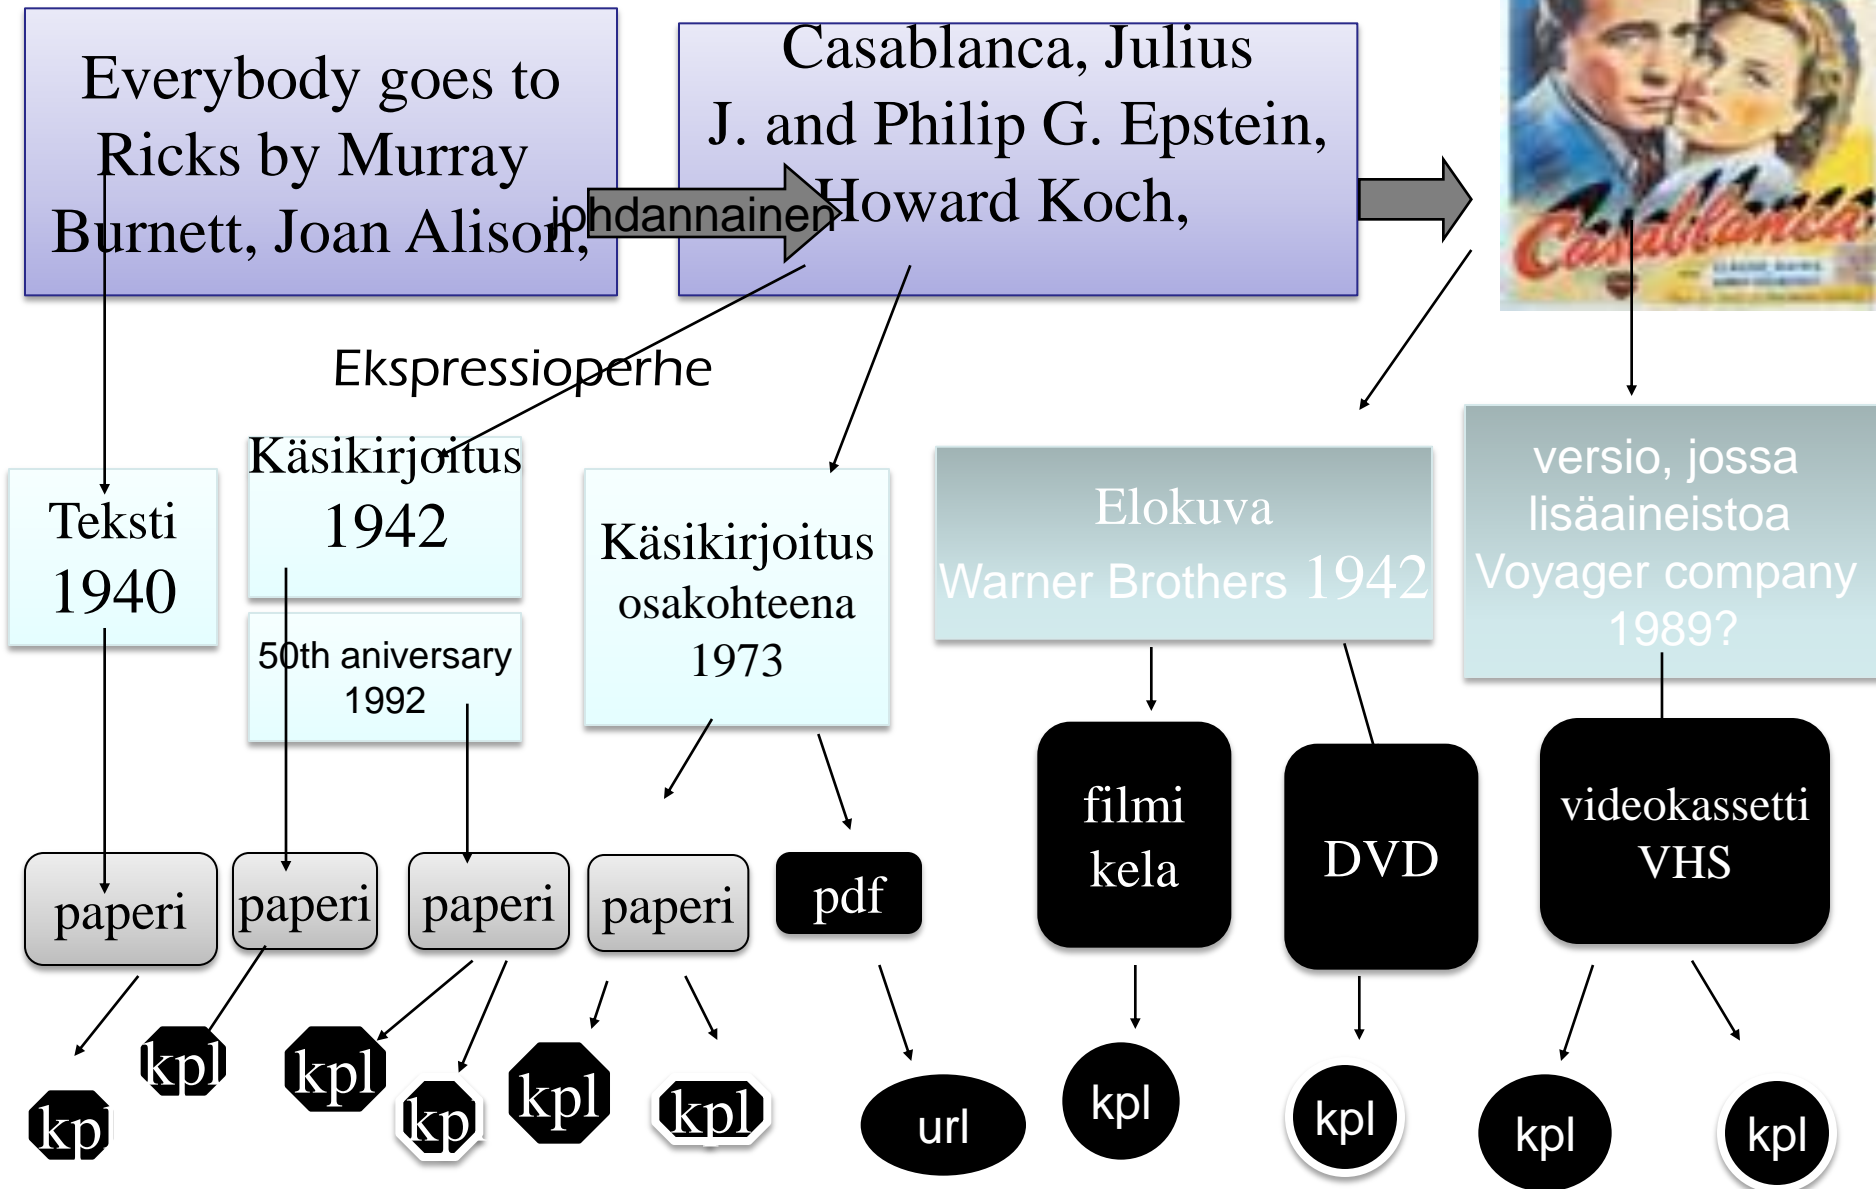 Everybody goes to
Ricks by Murray
Burnett, Joan Alison,
johdannainen
Casablanca, Julius
J. and Philip G. Epstein,
Howard Koch,
Casablanca
Ekspressioperhe
Teksti
1940
Käsikirjoitus
1942
50th aniversary
1992
Käsikirjoitus
osakohteena
1973
Elokuva
Warner Brothers 1942
versio, jossa
lisäaineistoa
Voyager company
1989?
paperi
paperi
paperi
paperi
pdf
filmi
kela
DVD
videokassetti
VHS
kp
kpl
kpl
kpl
kpl
kpl
url
kpl
kpl
kpl
kpl